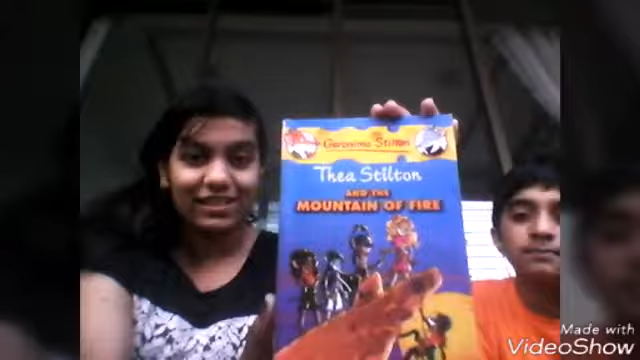 Geronimo Stilton
Thea Stilton
AND THE
MOUNTAIN OF FIRE
Made with
VideoShow